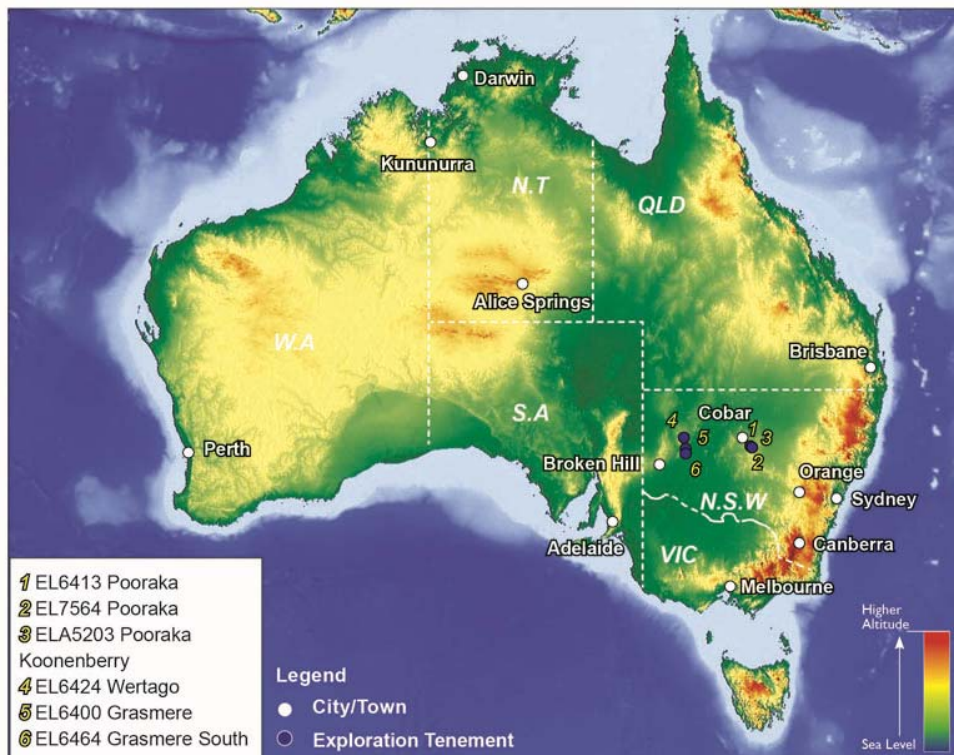 Darwin
Kununurra
N.T
QLD
Alice Springs
W.A
Brisbane
S.A
Cobar
4
1
5
3
Perth
Broken Hill
6
2
Orange
N.S.W
Sydney
Adelaide
VIC
Canberra
Melbourne
1 EL6413 Pooraka
2 EL7564 Pooraka
3 ELA5203 Pooraka
Koonenberry
4 EL6424 Wertago
5 EL6400 Grasmere
6 EL6464 Grasmere South
Legend
City/Town
Exploration Tenement
Higher
Altitude
Sea Level